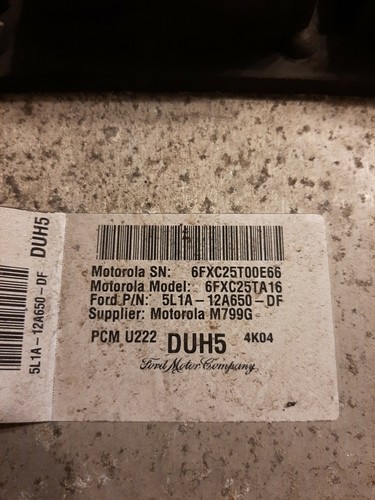 Motorola SN: 6FXC25T00E66
Motorola Model: 6FXC25TA16
Ford P/N: 5L1A-12A650-DF
Supplier: Motorola M799G
PCM U222 DUH5 4K04
Ford Motor Company
5L1A-12A650-DF DUH5